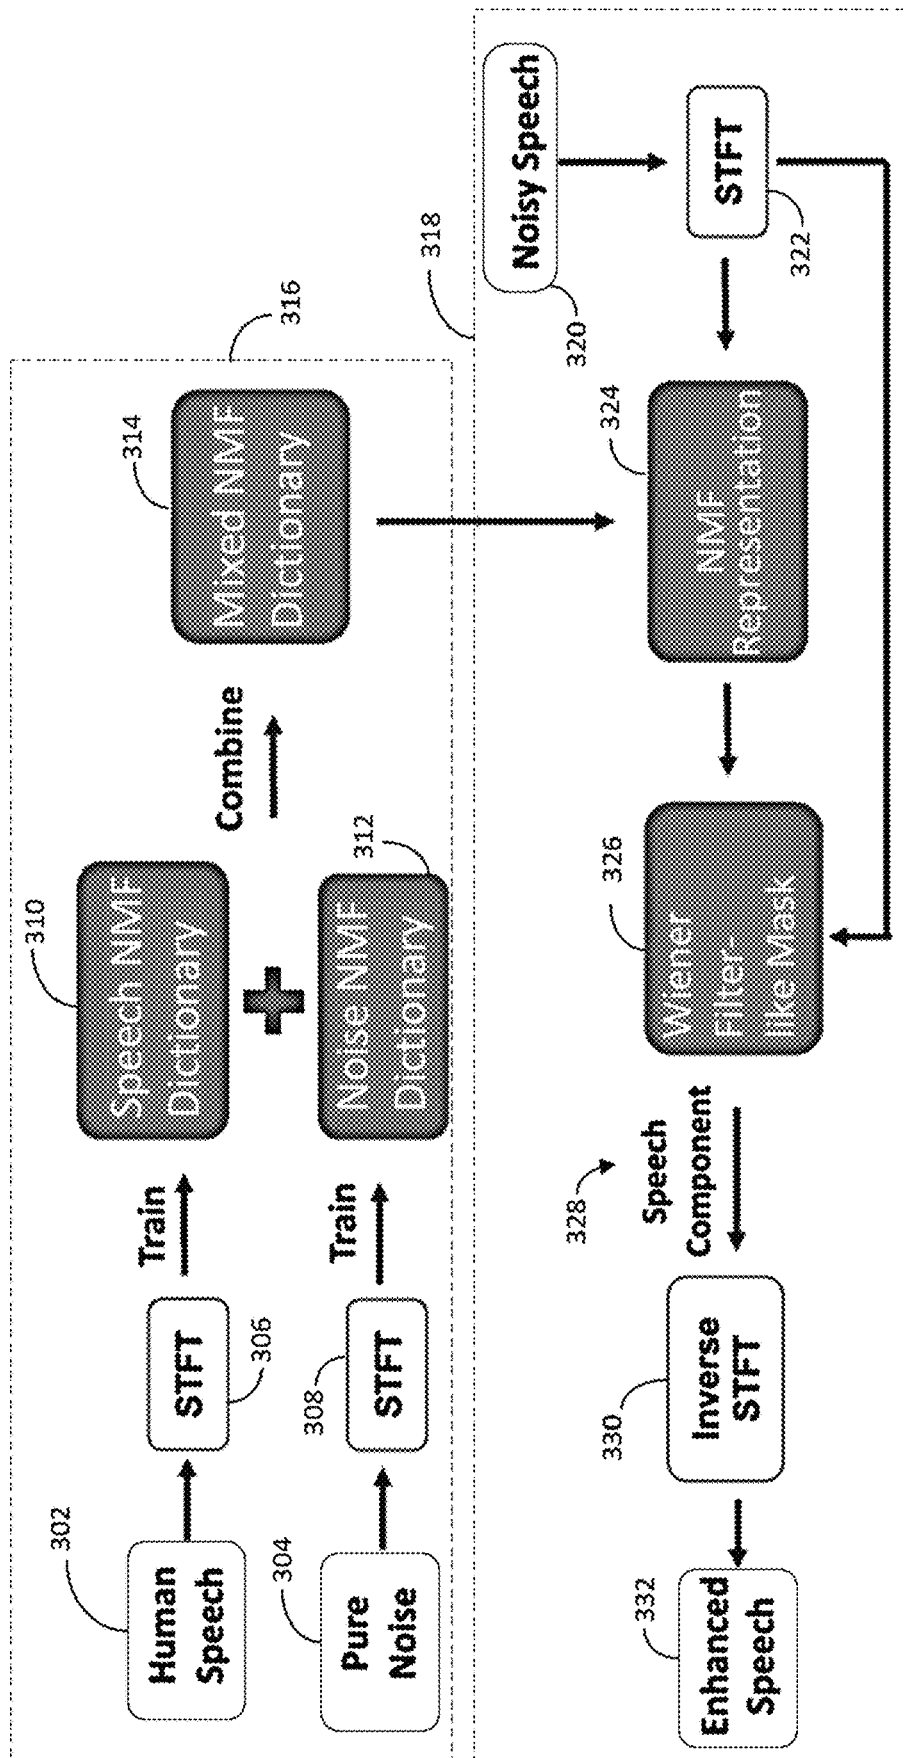 302
Human
Speech
STFT
306
Train
310
Speech NMF
Dictionary
304
Pure
Noise
308
STFT
Train
312
Noise NMF
Dictionary
Combine
314
Mixed NMF
Dictionary
316
318
Noisy Speech
320
STFT
322
324
NMF
Representation
326
Wiener
Filter-
like Mask
328
Speech
Component
330
Inverse
STFT
332
Enhanced
Speech